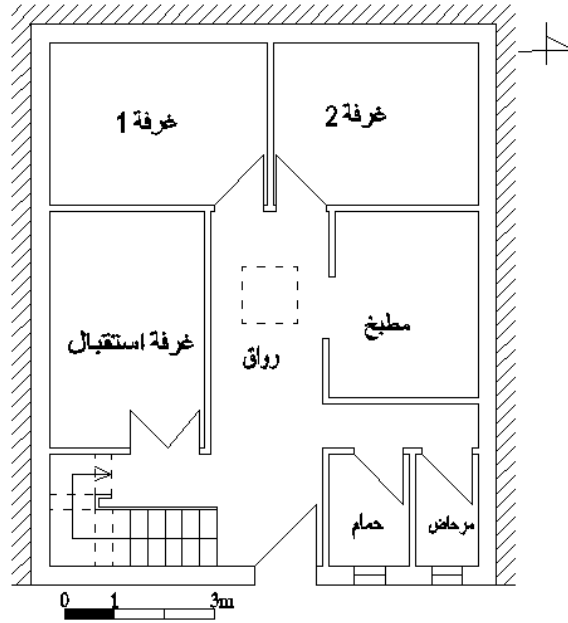 غرفة 1
غرفة 2
غرفة استقبال
رواق
مطبخ
حمام
مرحاض
0 1 3m